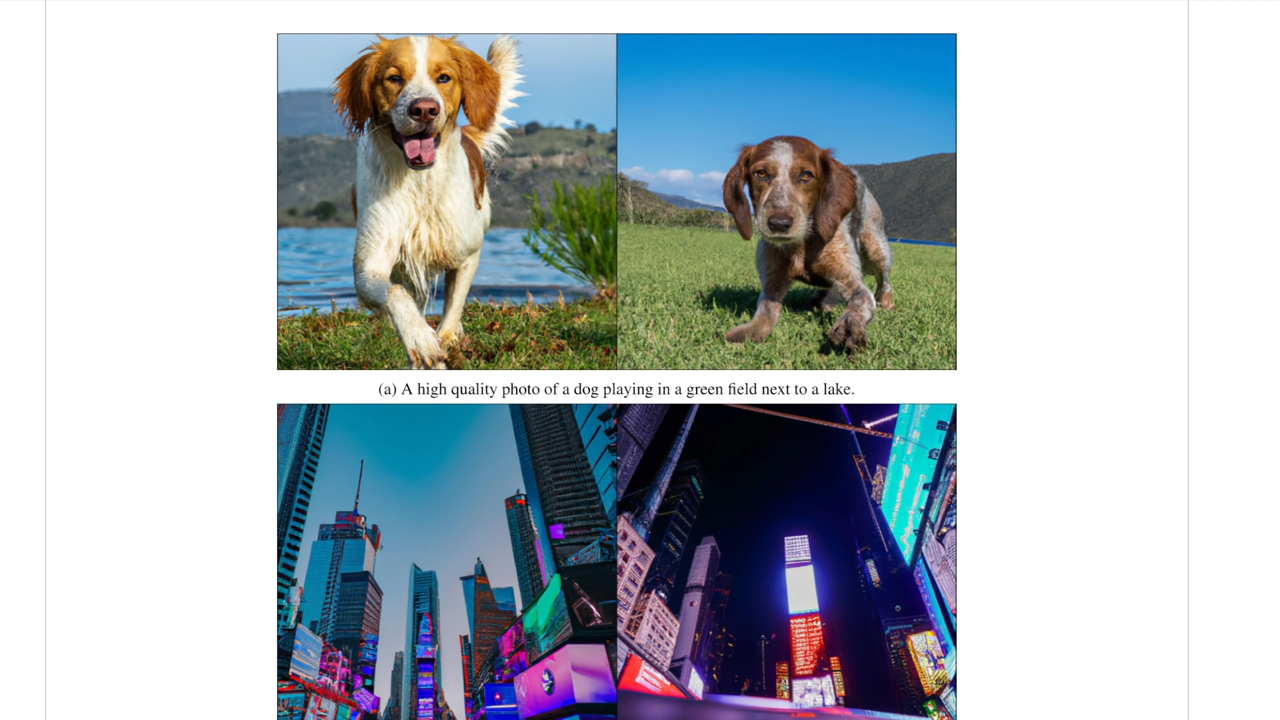 (a) A high quality photo of a dog playing in a green field next to a lake.